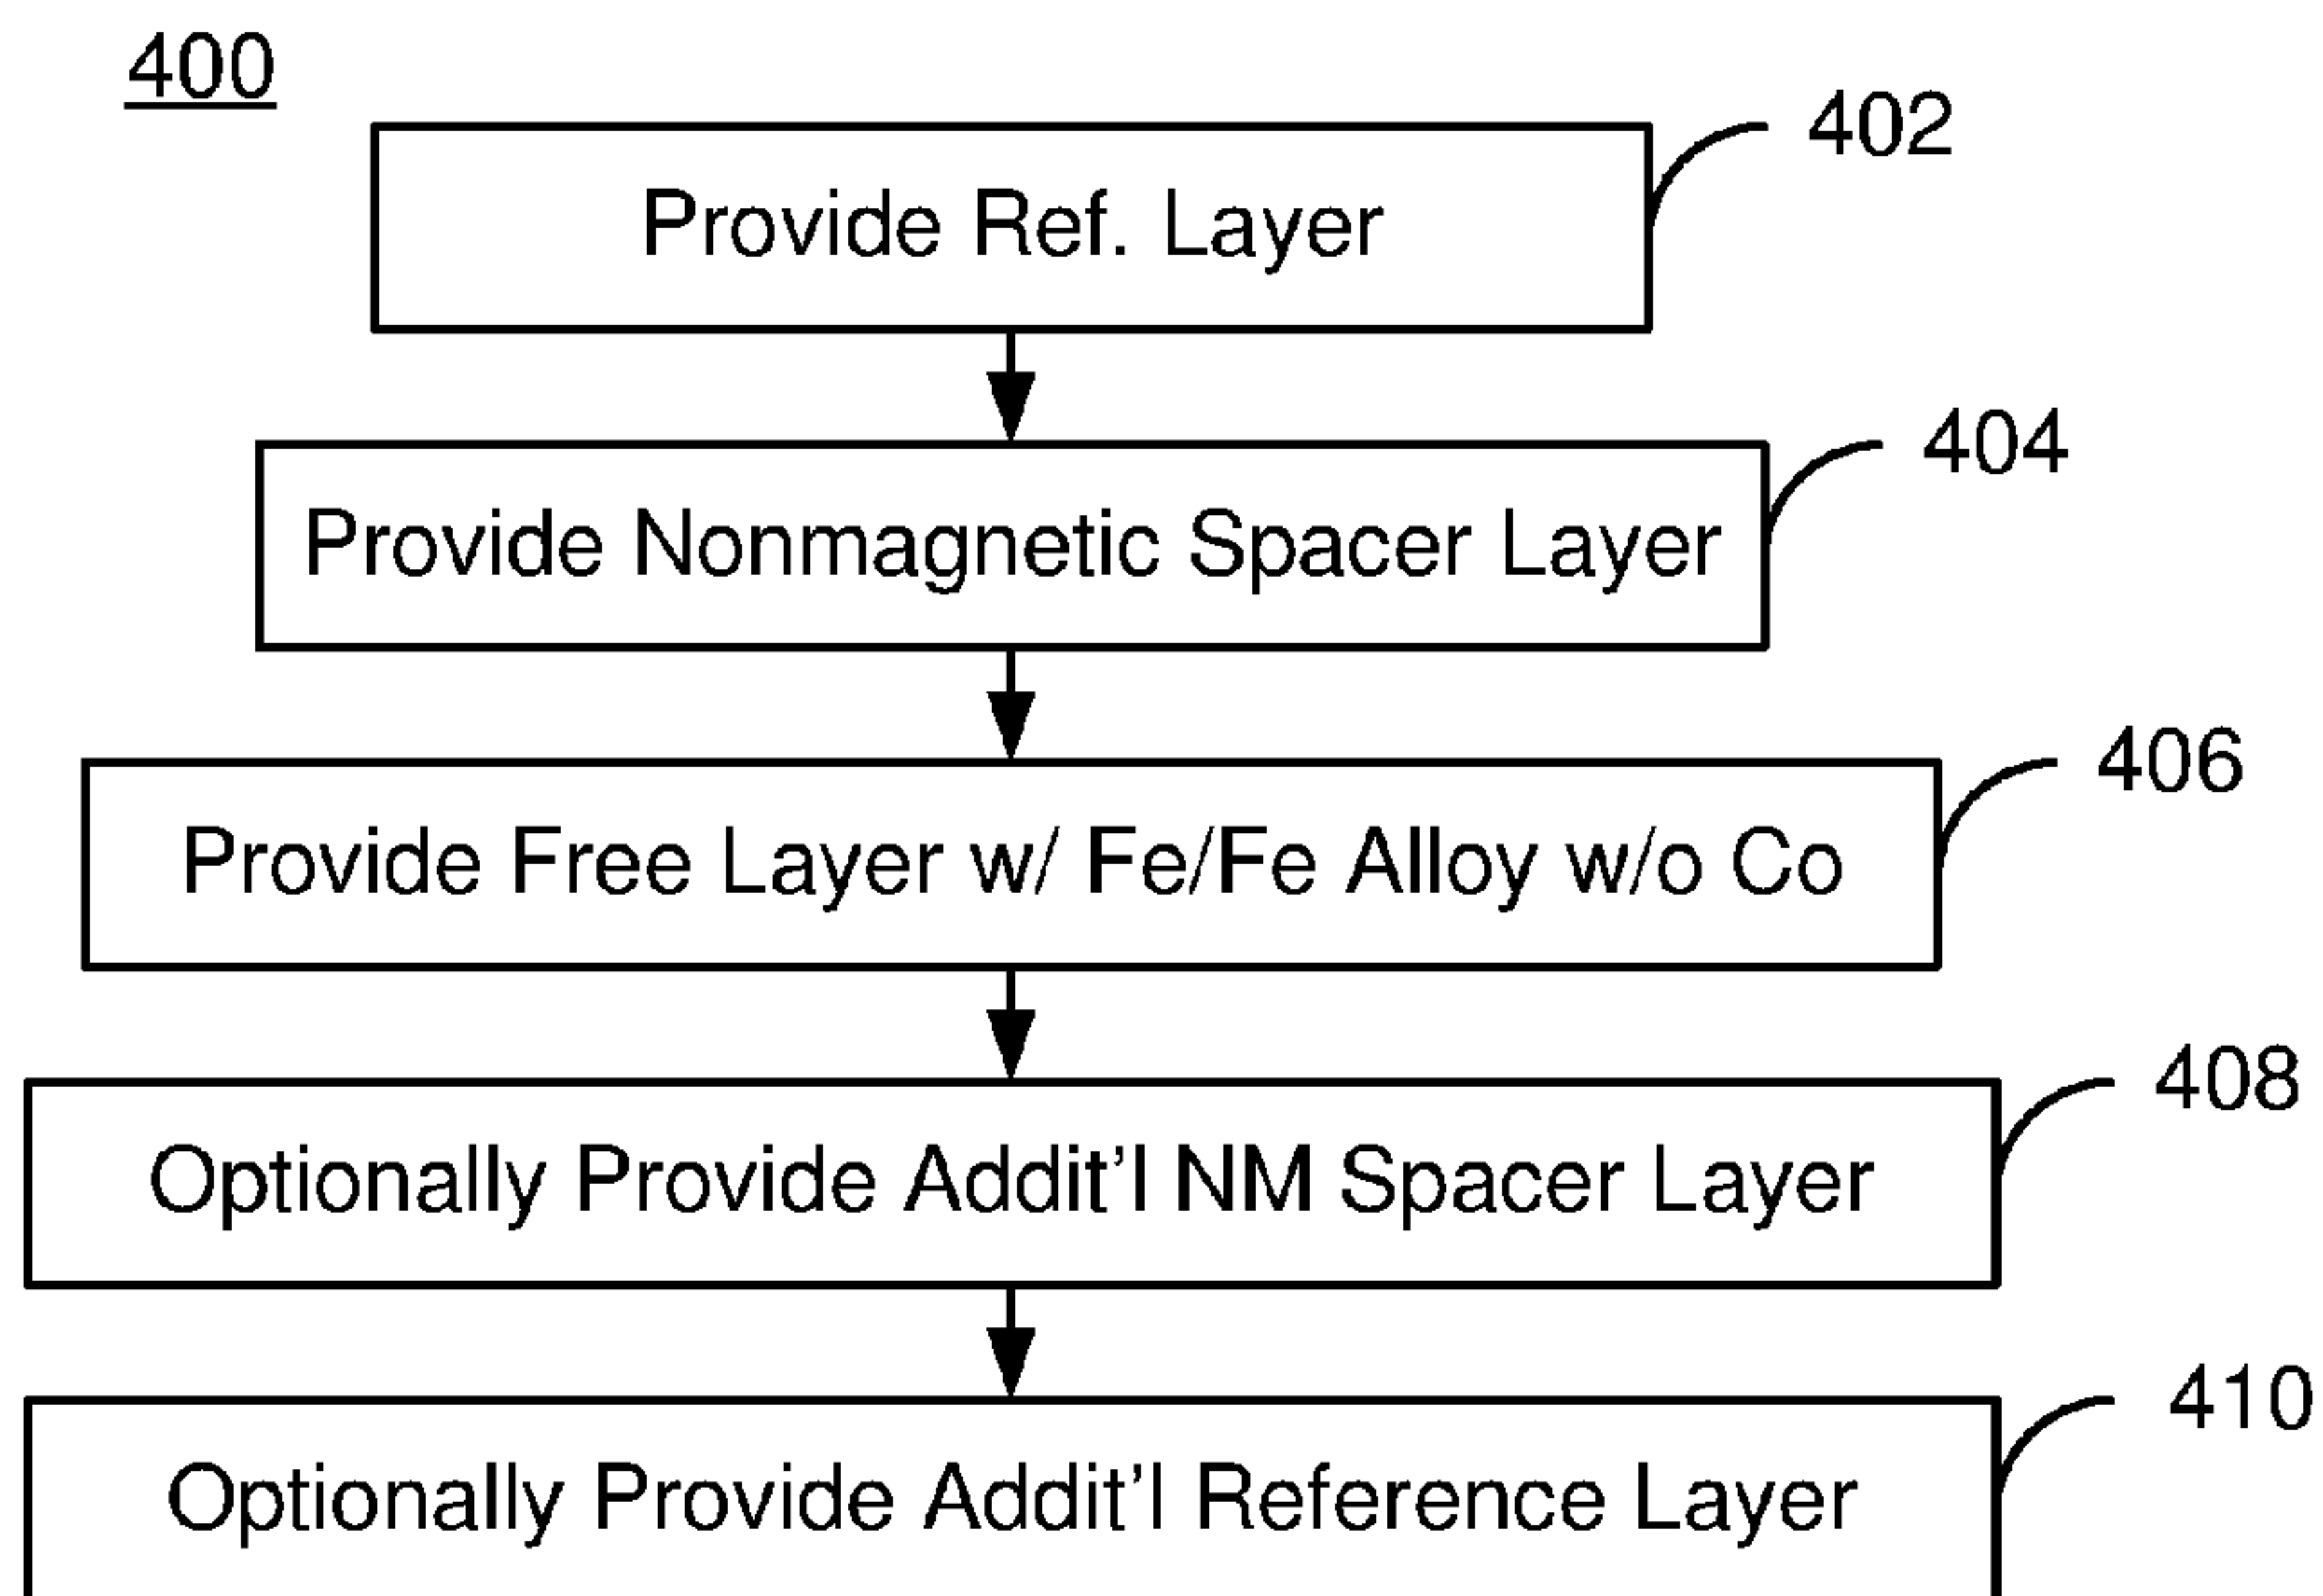 400
402
Provide Ref. Layer
404
Provide Nonmagnetic Spacer Layer
406
Provide Free Layer w/ Fe/Fe Alloy w/o Co
408
Optionally Provide Addit'l NM Spacer Layer
410
Optionally Provide Addit'l Reference Layer